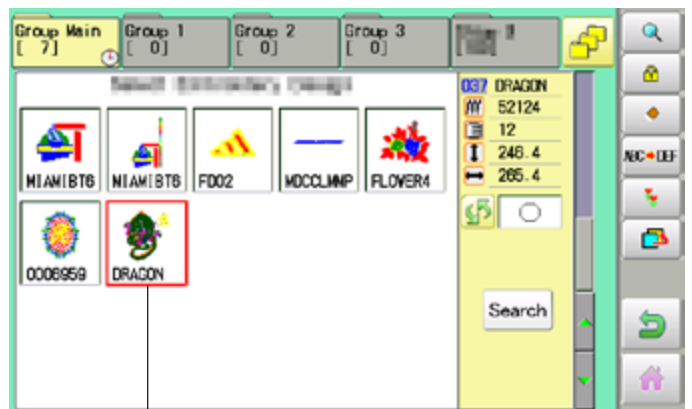 Group Main
[ 7]
Group 1
[ 0]
Group 2
[ 0]
Group 3
[ 0]
037 DRAGON
52124
12
246.4
265.4
MIAMIBT6
MIAMIBT6
FD02
MDCCLMNP
FLOWER4
0006959
DRAGON
Search
ABC DEF